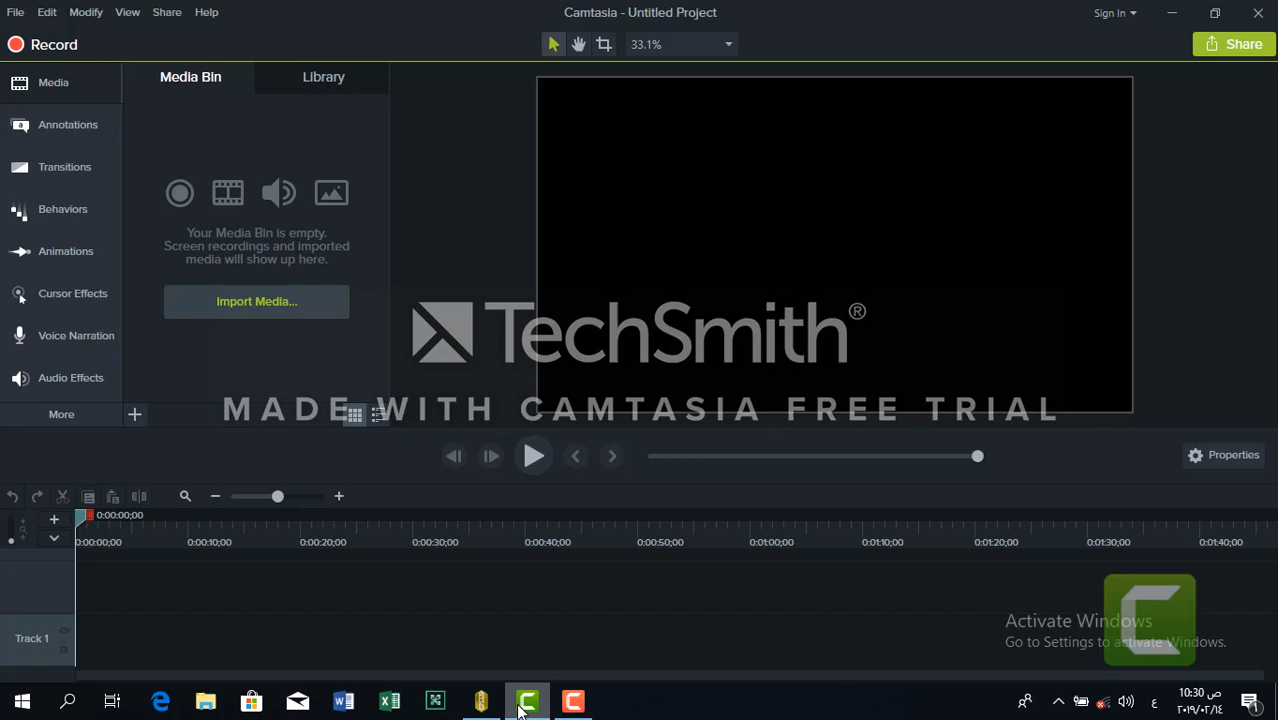 File Edit Modify View Share Help
Camtasia - Untitled Project
Sign In
Record
33.1%
Share
Media
Media Bin
Library
Annotations
Transitions
Behaviors
Your Media Bin is empty.
Screen recordings and imported
media will show up here.
Animations
Cursor Effects
Import Media...
TechSmith®
Voice Narration
Audio Effects
MADE WITH CAMTASIA FREE TRIAL
More
Properties
0:00:00;00
0:00:00;00 0:00:10;00 0:00:20;00 0:00:30;00 0:00:40;00 0:00:50;00 0:01:00;00 0:01:10;00 0:01:20;00 0:01:30;00 0:01:40;00
Activate Windows
Go to Settings to activate Windows.
Track 1
ع
10:30 ص
٢٠١٩/٠٢/١٤
1